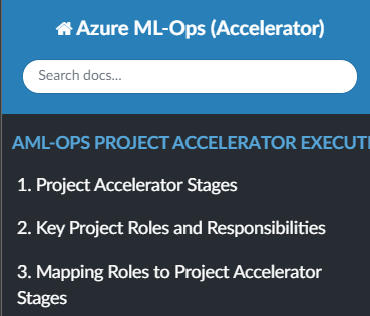 Azure ML-Ops (Accelerator)
Search docs...
AML-OPS PROJECT ACCELERATOR EXECUTI
1. Project Accelerator Stages
2. Key Project Roles and Responsibilities
3. Mapping Roles to Project Accelerator
Stages